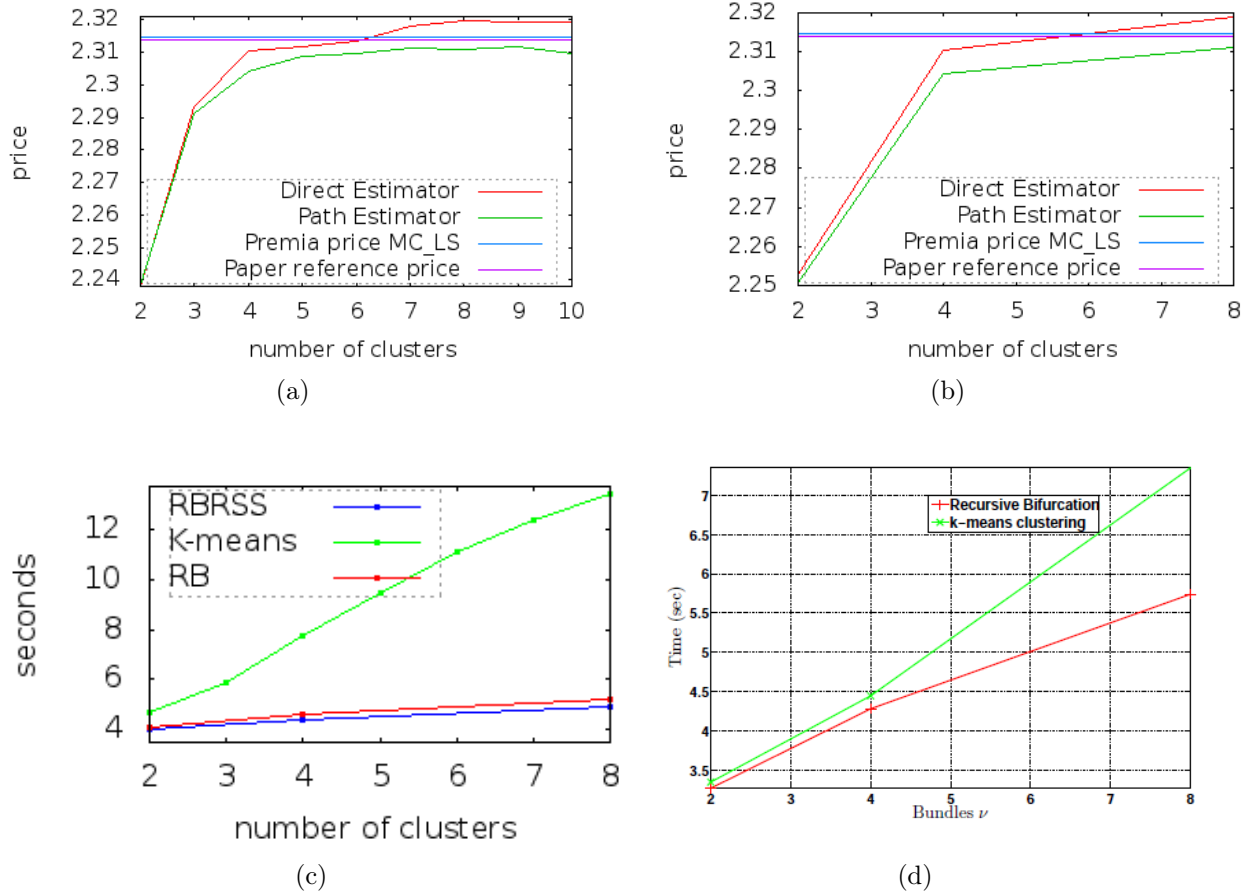 2.32
2.31
2.3
2.29
2.28
2.27
2.26
2.25
2.24
price
Direct Estimator
Path Estimator
Premia price MC_LS
Paper reference price
2 3 4 5 6 7 8 9 10
number of clusters
(a)
2.32
2.31
2.3
2.29
2.28
2.27
2.26
2.25
price
Direct Estimator
Path Estimator
Premia price MC_LS
Paper reference price
2 3 4 5 6 7 8
number of clusters
(b)
RBRSS
K-means
RB
12
10
8
6
4
seconds
2 3 4 5 6 7 8
number of clusters
(c)
7
6.5
6
5.5
5
4.5
4
3.5
Time (sec)
Recursive Bifurcation
k-means clustering
2 3 4 5 6 7 8
Bundles ν
(d)